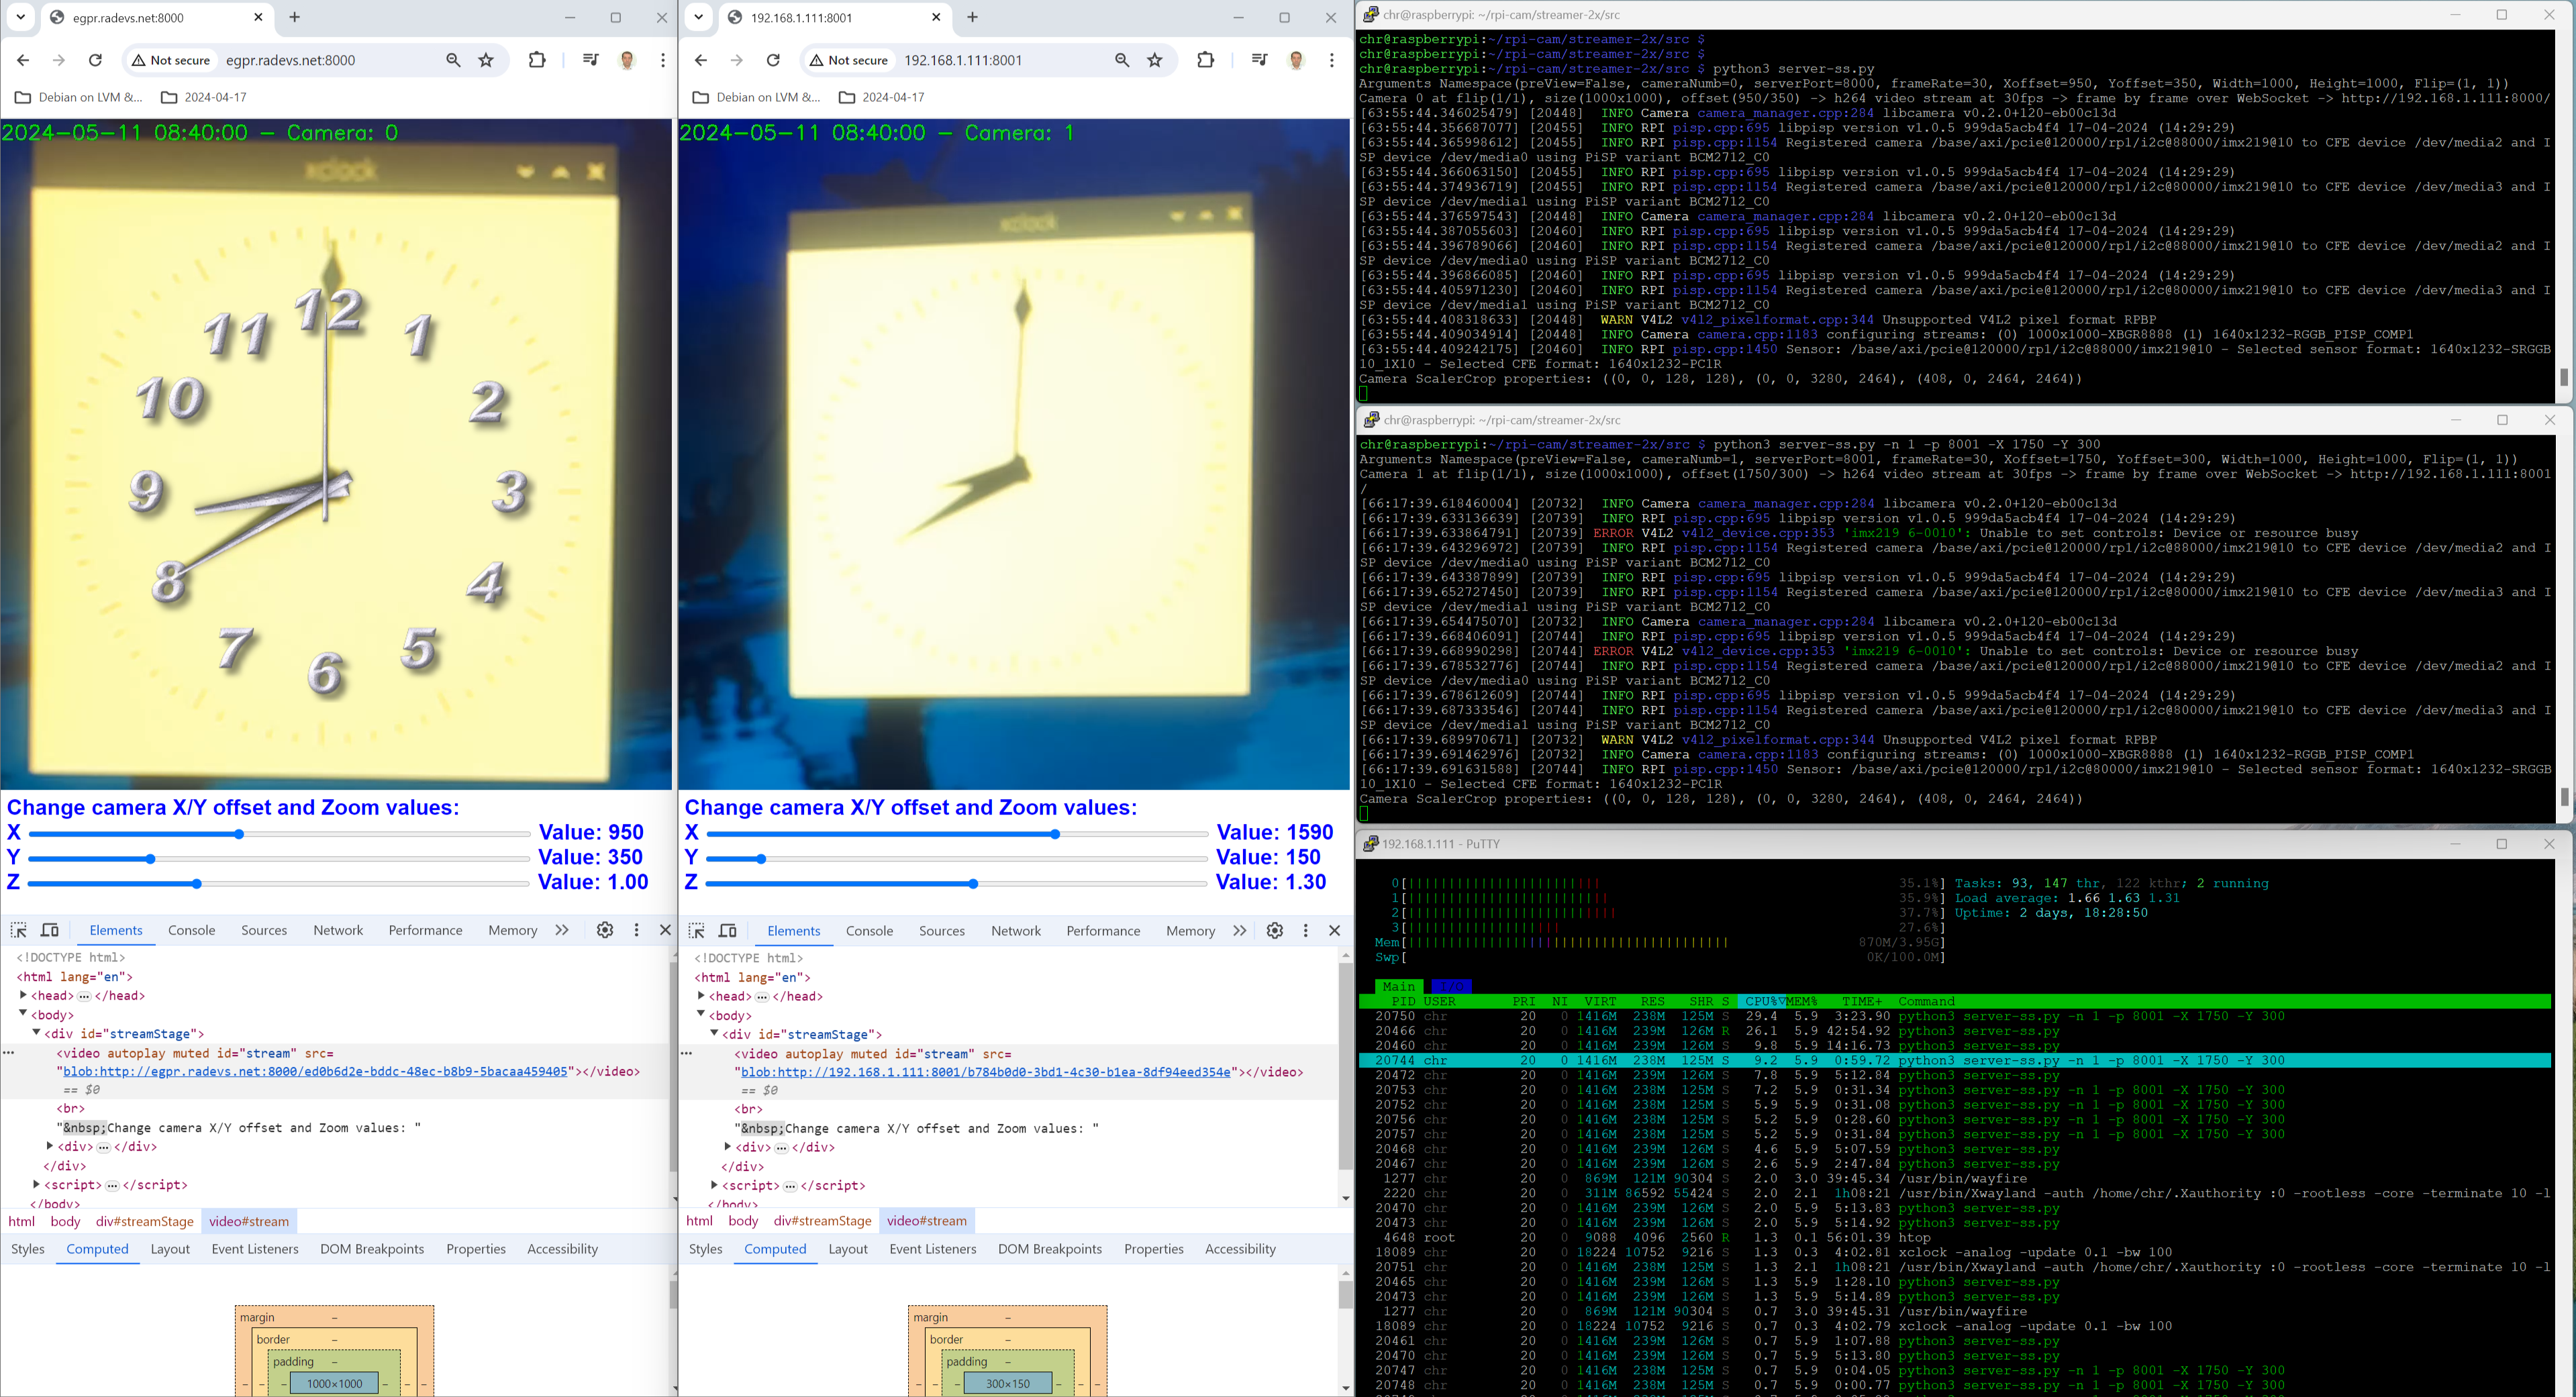 egpr.radevs.net:8000
Not secure egpr.radevs.net:8000
Debian on LVM &... 2024-04-17
2024-05-11 08:40:00 - Camera: 0
xclock
12
11 1
10 2
9 3
8 4
7 5
6
Change camera X/Y offset and Zoom values:
X Value: 950
Y Value: 350
Z Value: 1.00
Elements Console Sources Network Performance Memory
<!DOCTYPE html>
<html lang="en">
<head> ... </head>
<body>
<div id="streamStage">
<video autoplay muted id="stream" src=
"blob:http://egpr.radevs.net:8000/ed0b6d2e-bddc-48ec-b8b9-5bacaa459405"></video>
== $0
<br>
"&nbsp;Change camera X/Y offset and Zoom values: "
<div> ... </div>
</div>
<script> ... </script>
</body>
html body div#streamStage video#stream
Styles Computed Layout Event Listeners DOM Breakpoints Properties Accessibility
margin –
border –
padding –
– – 1000×1000 – – –
192.168.1.111:8001
Not secure 192.168.1.111:8001
Debian on LVM &... 2024-04-17
2024-05-11 08:40:00 - Camera: 1
xclock
Change camera X/Y offset and Zoom values:
X Value: 1590
Y Value: 150
Z Value: 1.30
Elements Console Sources Network Performance Memory
<!DOCTYPE html>
<html lang="en">
<head> ... </head>
<body>
<div id="streamStage">
<video autoplay muted id="stream" src=
"blob:http://192.168.1.111:8001/b784b0d0-3bd1-4c30-b1ea-8df94eed354e"></video>
== $0
<br>
"&nbsp;Change camera X/Y offset and Zoom values: "
<div> ... </div>
</div>
<script> ... </script>
</body>
html body div#streamStage video#stream
Styles Computed Layout Event Listeners DOM Breakpoints Properties Accessibility
margin –
border –
padding –
– – 300×150 – – –
chr@raspberrypi: ~/rpi-cam/streamer-2x/src
chr@raspberrypi:~/rpi-cam/streamer-2x/src $
chr@raspberrypi:~/rpi-cam/streamer-2x/src $
chr@raspberrypi:~/rpi-cam/streamer-2x/src $ python3 server-ss.py
Arguments Namespace(preView=False, cameraNumb=0, serverPort=8000, frameRate=30, Xoffset=950, Yoffset=350, Width=1000, Height=1000, Flip=(1, 1))
Camera 0 at flip(1/1), size(1000x1000), offset(950/350) -> h264 video stream at 30fps -> frame by frame over WebSocket -> http://192.168.1.111:8000/
[63:55:44.346025479] [20448] INFO Camera camera_manager.cpp:284 libcamera v0.2.0+120-eb00c13d
[63:55:44.356687077] [20455] INFO RPI pisp.cpp:695 libpisp version v1.0.5 999da5acb4f4 17-04-2024 (14:29:29)
[63:55:44.365998612] [20455] INFO RPI pisp.cpp:1154 Registered camera /base/axi/pcie@120000/rp1/i2c@88000/imx219@10 to CFE device /dev/media2 and I
SP device /dev/media0 using PiSP variant BCM2712_C0
[63:55:44.366063150] [20455] INFO RPI pisp.cpp:695 libpisp version v1.0.5 999da5acb4f4 17-04-2024 (14:29:29)
[63:55:44.374936719] [20455] INFO RPI pisp.cpp:1154 Registered camera /base/axi/pcie@120000/rp1/i2c@80000/imx219@10 to CFE device /dev/media3 and I
SP device /dev/media1 using PiSP variant BCM2712_C0
[63:55:44.376597543] [20448] INFO Camera camera_manager.cpp:284 libcamera v0.2.0+120-eb00c13d
[63:55:44.387055603] [20460] INFO RPI pisp.cpp:695 libpisp version v1.0.5 999da5acb4f4 17-04-2024 (14:29:29)
[63:55:44.396789066] [20460] INFO RPI pisp.cpp:1154 Registered camera /base/axi/pcie@120000/rp1/i2c@88000/imx219@10 to CFE device /dev/media2 and I
SP device /dev/media0 using PiSP variant BCM2712_C0
[63:55:44.396866085] [20460] INFO RPI pisp.cpp:695 libpisp version v1.0.5 999da5acb4f4 17-04-2024 (14:29:29)
[63:55:44.405971230] [20460] INFO RPI pisp.cpp:1154 Registered camera /base/axi/pcie@120000/rp1/i2c@80000/imx219@10 to CFE device /dev/media3 and I
SP device /dev/media1 using PiSP variant BCM2712_C0
[63:55:44.408318633] [20448] WARN V4L2 v4l2_pixelformat.cpp:344 Unsupported V4L2 pixel format RPBP
[63:55:44.409034914] [20448] INFO Camera camera.cpp:1183 configuring streams: (0) 1000x1000-XBGR8888 (1) 1640x1232-RGGB_PISP_COMP1
[63:55:44.409242175] [20460] INFO RPI pisp.cpp:1450 Sensor: /base/axi/pcie@120000/rp1/i2c@88000/imx219@10 - Selected sensor format: 1640x1232-SRGGB
10_1X10 - Selected CFE format: 1640x1232-PC1R
Camera ScalerCrop properties: ((0, 0, 128, 128), (0, 0, 3280, 2464), (408, 0, 2464, 2464))
chr@raspberrypi: ~/rpi-cam/streamer-2x/src
chr@raspberrypi:~/rpi-cam/streamer-2x/src $ python3 server-ss.py -n 1 -p 8001 -X 1750 -Y 300
Arguments Namespace(preView=False, cameraNumb=1, serverPort=8001, frameRate=30, Xoffset=1750, Yoffset=300, Width=1000, Height=1000, Flip=(1, 1))
Camera 1 at flip(1/1), size(1000x1000), offset(1750/300) -> h264 video stream at 30fps -> frame by frame over WebSocket -> http://192.168.1.111:8001
/
[66:17:39.618460004] [20732] INFO Camera camera_manager.cpp:284 libcamera v0.2.0+120-eb00c13d
[66:17:39.633136639] [20739] INFO RPI pisp.cpp:695 libpisp version v1.0.5 999da5acb4f4 17-04-2024 (14:29:29)
[66:17:39.633864791] [20739] ERROR V4L2 v4l2_device.cpp:353 'imx219 6-0010': Unable to set controls: Device or resource busy
[66:17:39.643296972] [20739] INFO RPI pisp.cpp:1154 Registered camera /base/axi/pcie@120000/rp1/i2c@88000/imx219@10 to CFE device /dev/media2 and I
SP device /dev/media0 using PiSP variant BCM2712_C0
[66:17:39.643387899] [20739] INFO RPI pisp.cpp:695 libpisp version v1.0.5 999da5acb4f4 17-04-2024 (14:29:29)
[66:17:39.652727450] [20739] INFO RPI pisp.cpp:1154 Registered camera /base/axi/pcie@120000/rp1/i2c@80000/imx219@10 to CFE device /dev/media3 and I
SP device /dev/media1 using PiSP variant BCM2712_C0
[66:17:39.654475070] [20732] INFO Camera camera_manager.cpp:284 libcamera v0.2.0+120-eb00c13d
[66:17:39.668406091] [20744] INFO RPI pisp.cpp:695 libpisp version v1.0.5 999da5acb4f4 17-04-2024 (14:29:29)
[66:17:39.668990298] [20744] ERROR V4L2 v4l2_device.cpp:353 'imx219 6-0010': Unable to set controls: Device or resource busy
[66:17:39.678532776] [20744] INFO RPI pisp.cpp:1154 Registered camera /base/axi/pcie@120000/rp1/i2c@88000/imx219@10 to CFE device /dev/media2 and I
SP device /dev/media0 using PiSP variant BCM2712_C0
[66:17:39.678612609] [20744] INFO RPI pisp.cpp:695 libpisp version v1.0.5 999da5acb4f4 17-04-2024 (14:29:29)
[66:17:39.687333546] [20744] INFO RPI pisp.cpp:1154 Registered camera /base/axi/pcie@120000/rp1/i2c@80000/imx219@10 to CFE device /dev/media3 and I
SP device /dev/media1 using PiSP variant BCM2712_C0
[66:17:39.689970671] [20732] WARN V4L2 v4l2_pixelformat.cpp:344 Unsupported V4L2 pixel format RPBP
[66:17:39.691462976] [20732] INFO Camera camera.cpp:1183 configuring streams: (0) 1000x1000-XBGR8888 (1) 1640x1232-RGGB_PISP_COMP1
[66:17:39.691631588] [20744] INFO RPI pisp.cpp:1450 Sensor: /base/axi/pcie@120000/rp1/i2c@80000/imx219@10 - Selected sensor format: 1640x1232-SRGGB
10_1X10 - Selected CFE format: 1640x1232-PC1R
Camera ScalerCrop properties: ((0, 0, 128, 128), (0, 0, 3280, 2464), (408, 0, 2464, 2464))
192.168.1.111 - PuTTY
0[ 35.1%] Tasks: 93, 147 thr, 122 kthr; 2 running
1[ 35.9%] Load average: 1.66 1.63 1.31
2[ 37.7%] Uptime: 2 days, 18:28:50
3[ 27.6%]
Mem[ 870M/3.95G]
Swp[ 0K/100.0M]
Main I/O
PID USER PRI NI VIRT RES SHR S CPU%▽MEM% TIME+ Command
20750 chr 20 0 1416M 238M 125M S 29.4 5.9 3:23.90 python3 server-ss.py -n 1 -p 8001 -X 1750 -Y 300
20466 chr 20 0 1416M 239M 126M R 26.1 5.9 42:54.92 python3 server-ss.py
20460 chr 20 0 1416M 239M 126M S 9.8 5.9 14:16.73 python3 server-ss.py
20744 chr 20 0 1416M 238M 125M S 9.2 5.9 0:59.72 python3 server-ss.py -n 1 -p 8001 -X 1750 -Y 300
20472 chr 20 0 1416M 239M 126M S 7.8 5.9 5:12.84 python3 server-ss.py
20753 chr 20 0 1416M 238M 125M S 7.2 5.9 0:31.34 python3 server-ss.py -n 1 -p 8001 -X 1750 -Y 300
20752 chr 20 0 1416M 238M 125M S 5.9 5.9 0:31.08 python3 server-ss.py -n 1 -p 8001 -X 1750 -Y 300
20756 chr 20 0 1416M 238M 125M S 5.2 5.9 0:28.60 python3 server-ss.py -n 1 -p 8001 -X 1750 -Y 300
20757 chr 20 0 1416M 238M 125M S 5.2 5.9 0:31.84 python3 server-ss.py -n 1 -p 8001 -X 1750 -Y 300
20468 chr 20 0 1416M 239M 126M S 4.6 5.9 5:07.59 python3 server-ss.py
20467 chr 20 0 1416M 239M 126M S 2.6 5.9 2:47.84 python3 server-ss.py
1277 chr 20 0 869M 121M 90304 S 2.0 3.0 39:45.34 /usr/bin/wayfire
2220 chr 20 0 311M 86592 55424 S 2.0 2.1 1h08:21 /usr/bin/Xwayland -auth /home/chr/.Xauthority :0 -rootless -core -terminate 10 -l
20470 chr 20 0 1416M 239M 126M S 2.0 5.9 5:13.83 python3 server-ss.py
20473 chr 20 0 1416M 239M 126M S 2.0 5.9 5:14.92 python3 server-ss.py
4648 root 20 0 9088 4096 2560 R 1.3 0.1 56:01.39 htop
18089 chr 20 0 18224 10752 9216 S 1.3 0.3 4:02.81 xclock -analog -update 0.1 -bw 100
20751 chr 20 0 1416M 238M 125M S 1.3 2.1 1h08:21 /usr/bin/Xwayland -auth /home/chr/.Xauthority :0 -rootless -core -terminate 10 -l
20465 chr 20 0 1416M 239M 126M S 1.3 5.9 1:28.10 python3 server-ss.py
20473 chr 20 0 1416M 239M 126M S 1.3 5.9 5:14.89 python3 server-ss.py
1277 chr 20 0 869M 121M 90304 S 0.7 3.0 39:45.31 /usr/bin/wayfire
18089 chr 20 0 18224 10752 9216 S 0.7 0.3 4:02.79 xclock -analog -update 0.1 -bw 100
20461 chr 20 0 1416M 239M 126M S 0.7 5.9 1:07.88 python3 server-ss.py
20470 chr 20 0 1416M 239M 126M S 0.7 5.9 5:13.80 python3 server-ss.py
20747 chr 20 0 1416M 238M 125M S 0.7 5.9 0:04.05 python3 server-ss.py -n 1 -p 8001 -X 1750 -Y 300
20748 chr 20 0 1416M 238M 125M S 0.7 5.9 0:00.77 python3 server-ss.py -n 1 -p 8001 -X 1750 -Y 300